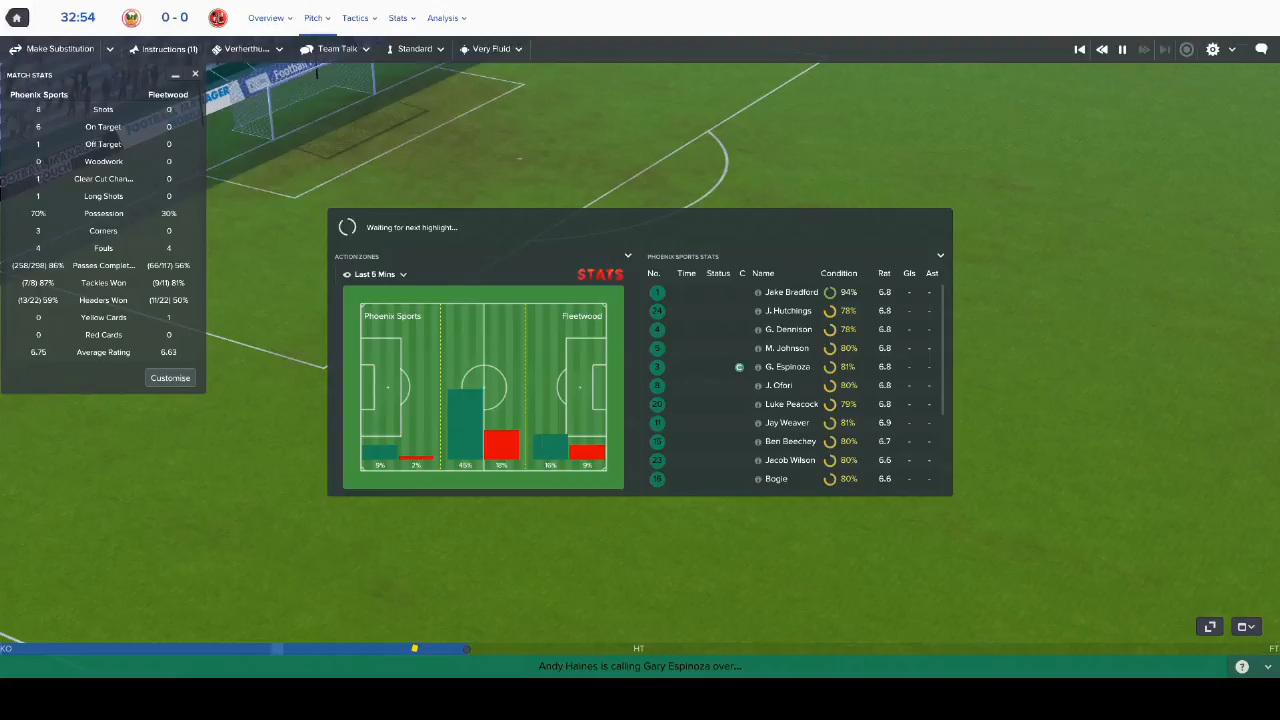 32:54 0 - 0 Overview Pitch Tactics Stats Analysis
Make Substitution Instructions (11) Verherthu... Team Talk Standard Very Fluid
MATCH STATS
Phoenix Sports Fleetwood
8 Shots 0
6 On Target 0
1 Off Target 0
0 Woodwork 0
1 Clear Cut Chan... 0
1 Long Shots 0
70% Possession 30%
3 Corners 0
4 Fouls 4
(258/298) 86% Passes Complet... (66/117) 56%
(7/8) 87% Tackles Won (9/11) 81%
(13/22) 59% Headers Won (11/22) 50%
0 Yellow Cards 1
0 Red Cards 0
6.75 Average Rating 6.63
Customise
Waiting for next highlight...
ACTION ZONES
Last 5 Mins STATS
Phoenix Sports Fleetwood
9% 2% 45% 18% 16% 9%
PHOENIX SPORTS STATS
No. Time Status C Name Condition Rat Gls Ast
1 Jake Bradford 94% 6.8 - -
24 J. Hutchings 78% 6.8 - -
4 G. Dennison 78% 6.8 - -
5 M. Johnson 80% 6.8 - -
3 C G. Espinoza 81% 6.8 - -
8 J. Ofori 80% 6.8 - -
20 Luke Peacock 79% 6.8 - -
11 Jay Weaver 81% 6.9 - -
15 Ben Beechey 80% 6.7 - -
23 Jacob Wilson 80% 6.6 - -
16 Bogle 80% 6.6 - -
KO HT FT
Andy Haines is calling Gary Espinoza over...
?